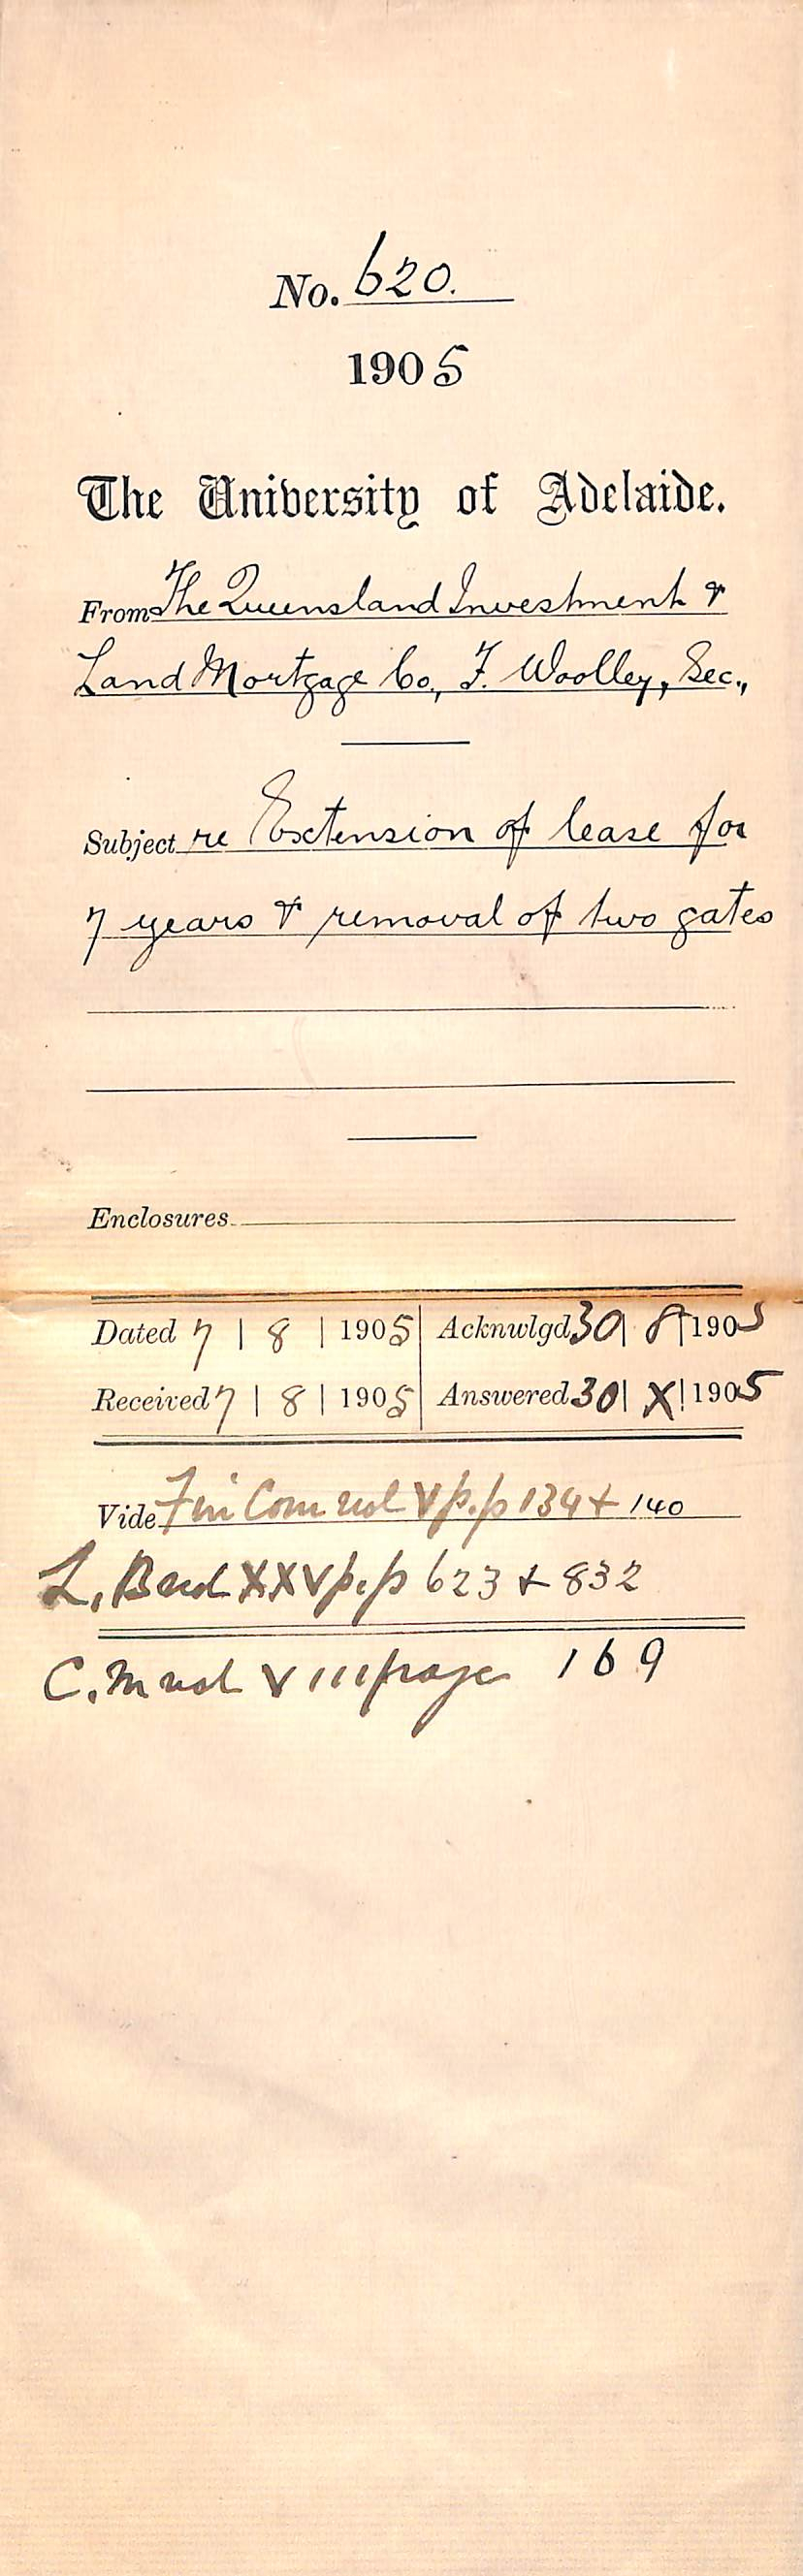 No. 620.
1905
The University of Adelaide.
From The Queensland Investment &
Land Mortgage Co., F. Woolley, Sec.,
Subject re Extension of lease for
7 years & removal of two gates
Enclosures
Dated 7 | 8 | 1905 | Acknwlgd 30 | 8 | 1905
Received 7 | 8 | 1905 | Answered 30 | X | 1905
Vide Fin Com vol V p.p 134 + 140
L. B vol XXV p.p 623 + 832
C. M vol VIII page 169